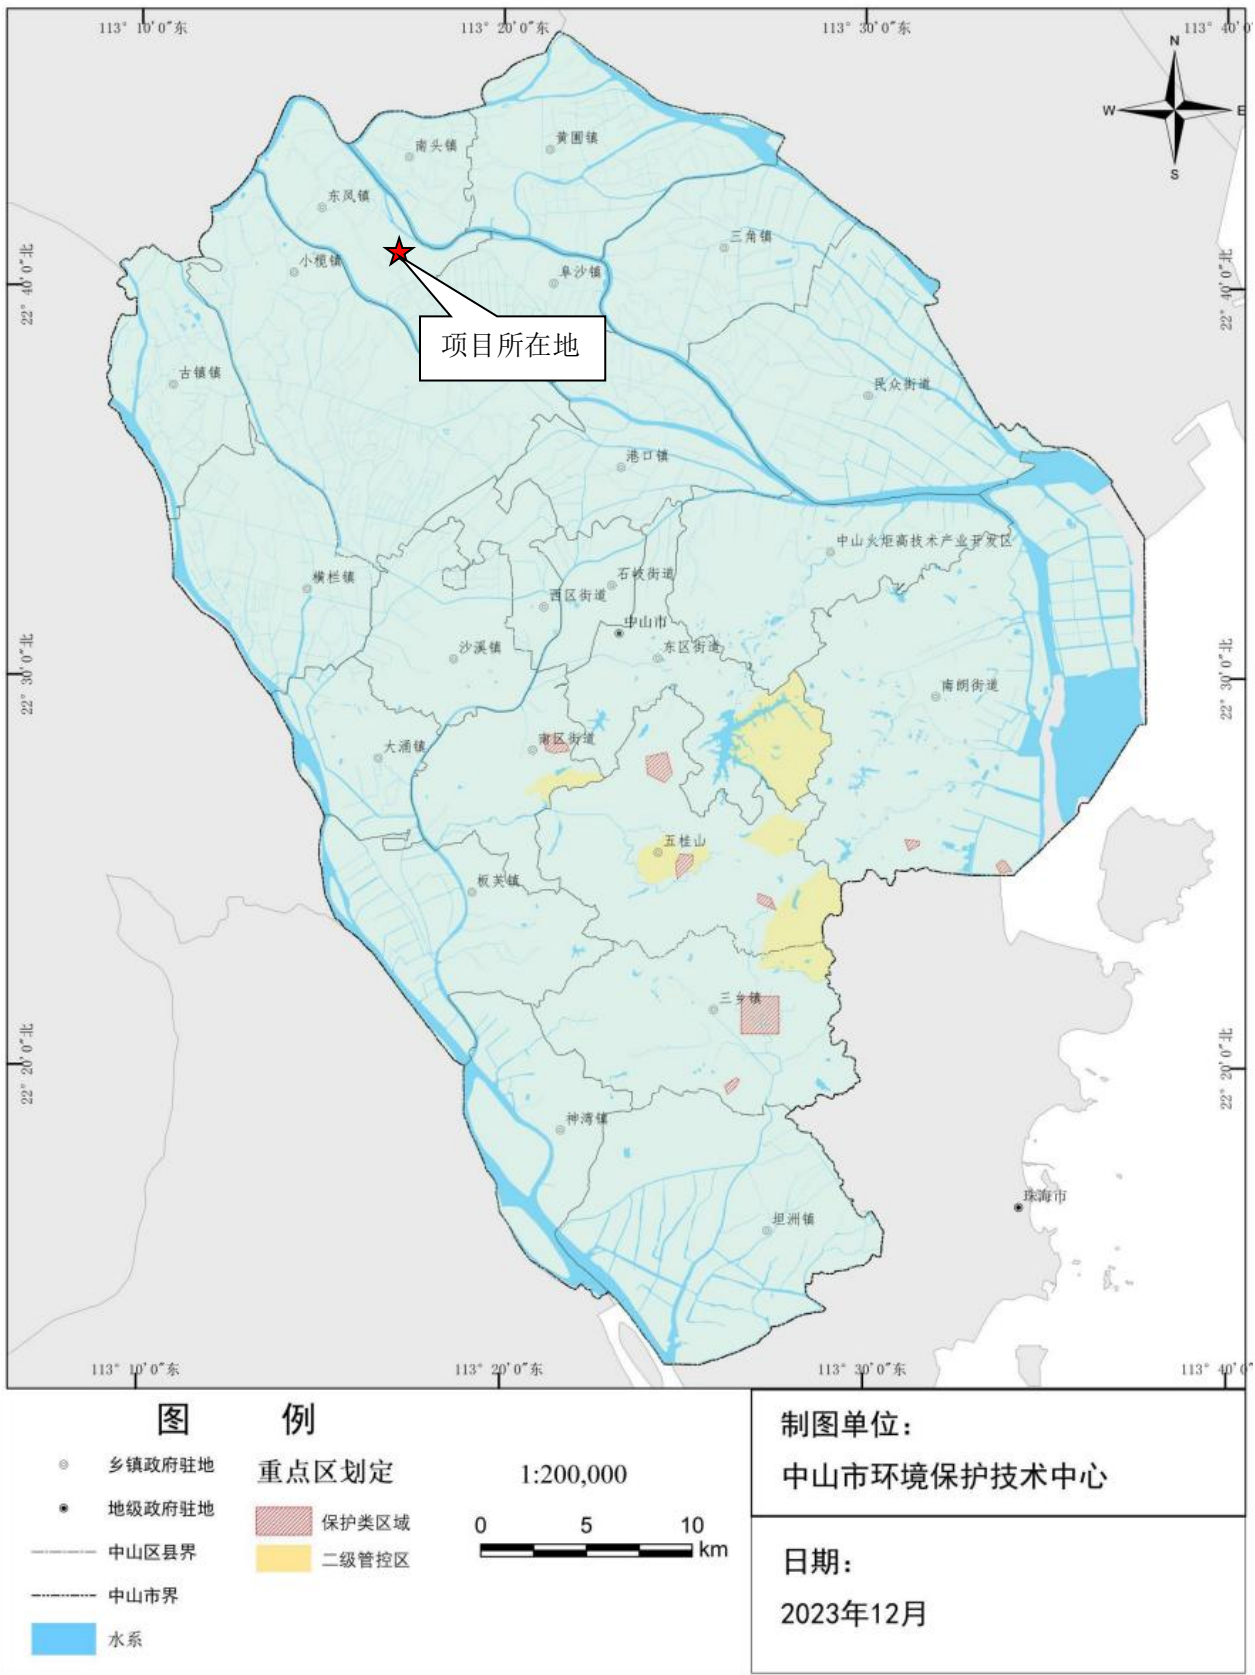 113° 10'0"东
113° 20'0"东
113° 30'0"东
113° 40'0"
N
W
E
S
黄圃镇
南头镇
东凤镇
三角镇
小榄镇
阜沙镇
22° 40'0"北
22° 40'0"北
项目所在地
古镇镇
民众街道
港口镇
中山火炬高技术产业开发区
石岐街道
横栏镇
西区街道
中山市
沙溪镇
东区街道
22° 30'0"北
22° 30'0"北
南朗街道
南区街道
大涌镇
五桂山
板芙镇
三乡镇
22° 20'0"北
22° 20'0"北
神湾镇
珠海市
坦洲镇
113° 10'0"东
113° 20'0"东
113° 30'0"东
113° 40'0"
图 例
乡镇政府驻地
地级政府驻地
中山区县界
中山市界
水系
重点区划定
保护类区域
二级管控区
1:200,000
0 5 10 km
制图单位：
中山市环境保护技术中心
日期：
2023年12月